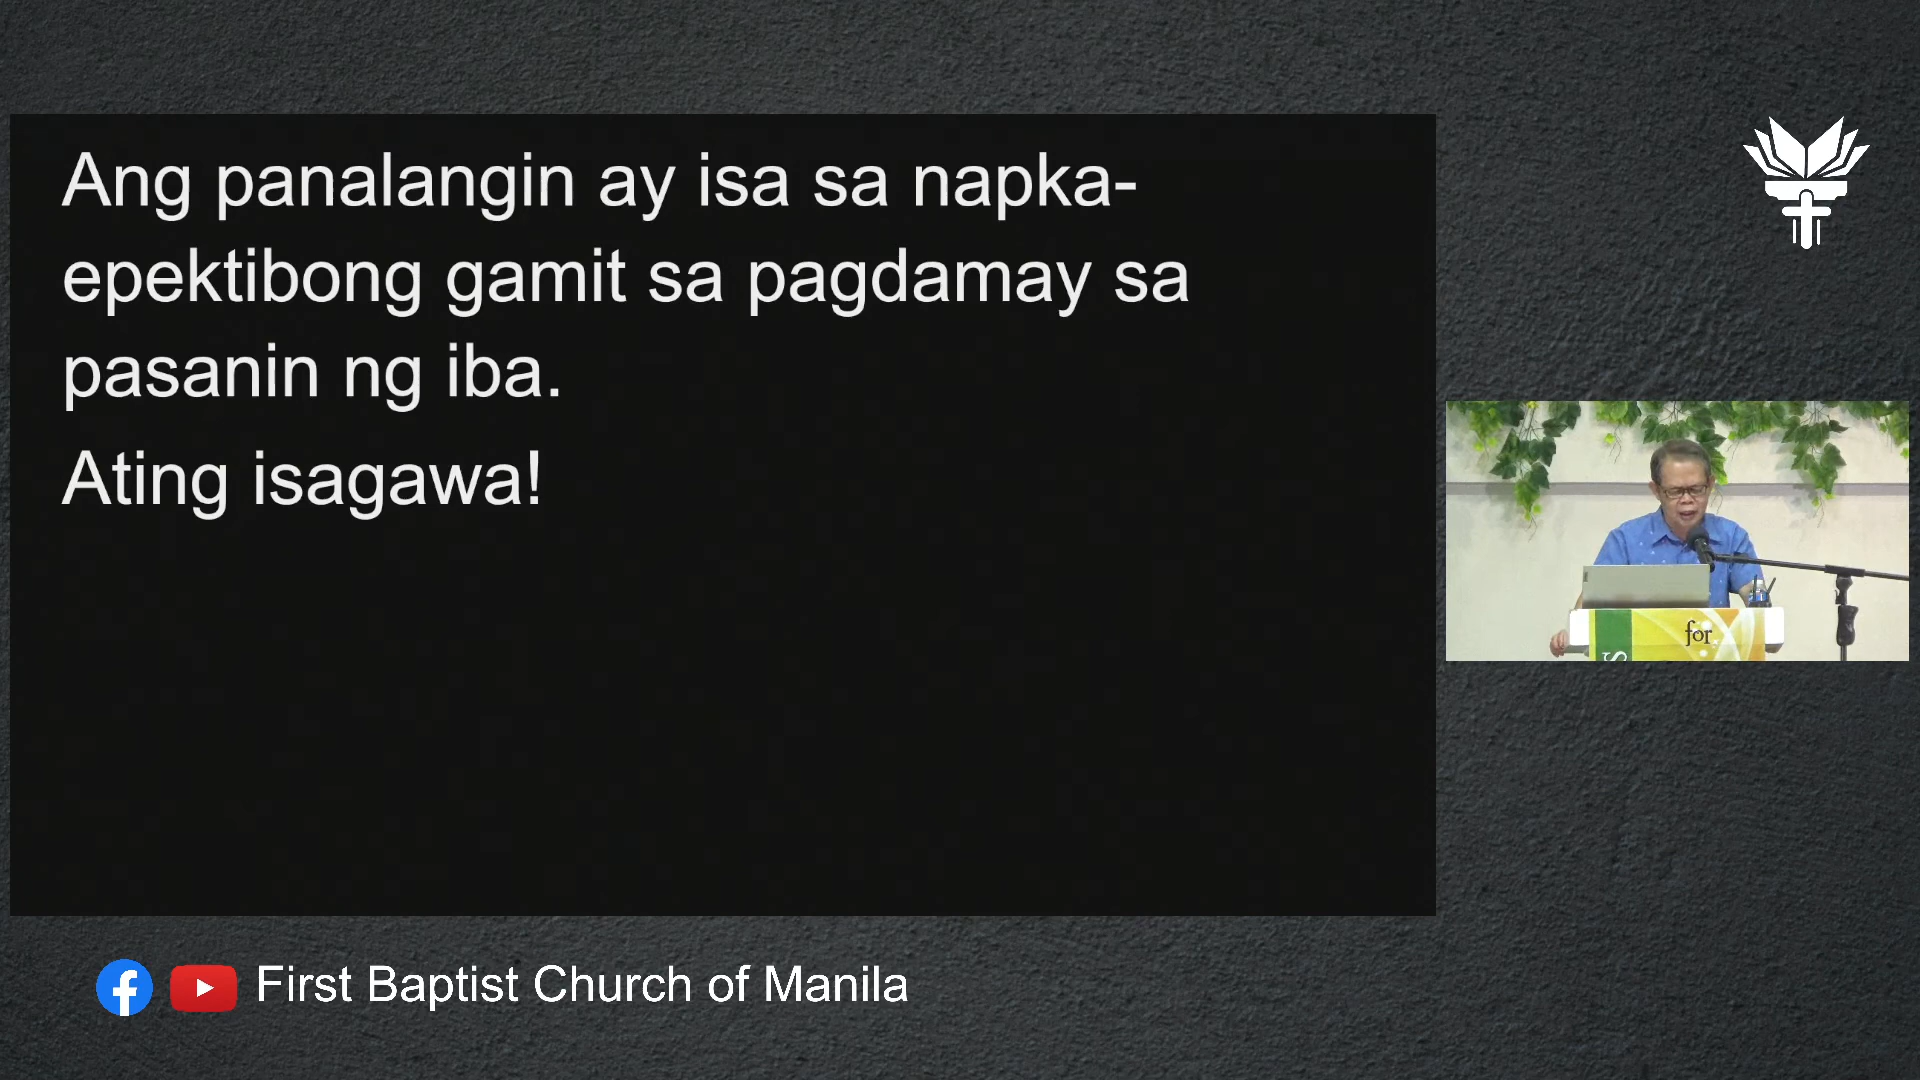 Ang panalangin ay isa sa napka-
epektibong gamit sa pagdamay sa
pasanin ng iba.
Ating isagawa!
for
S
First Baptist Church of Manila